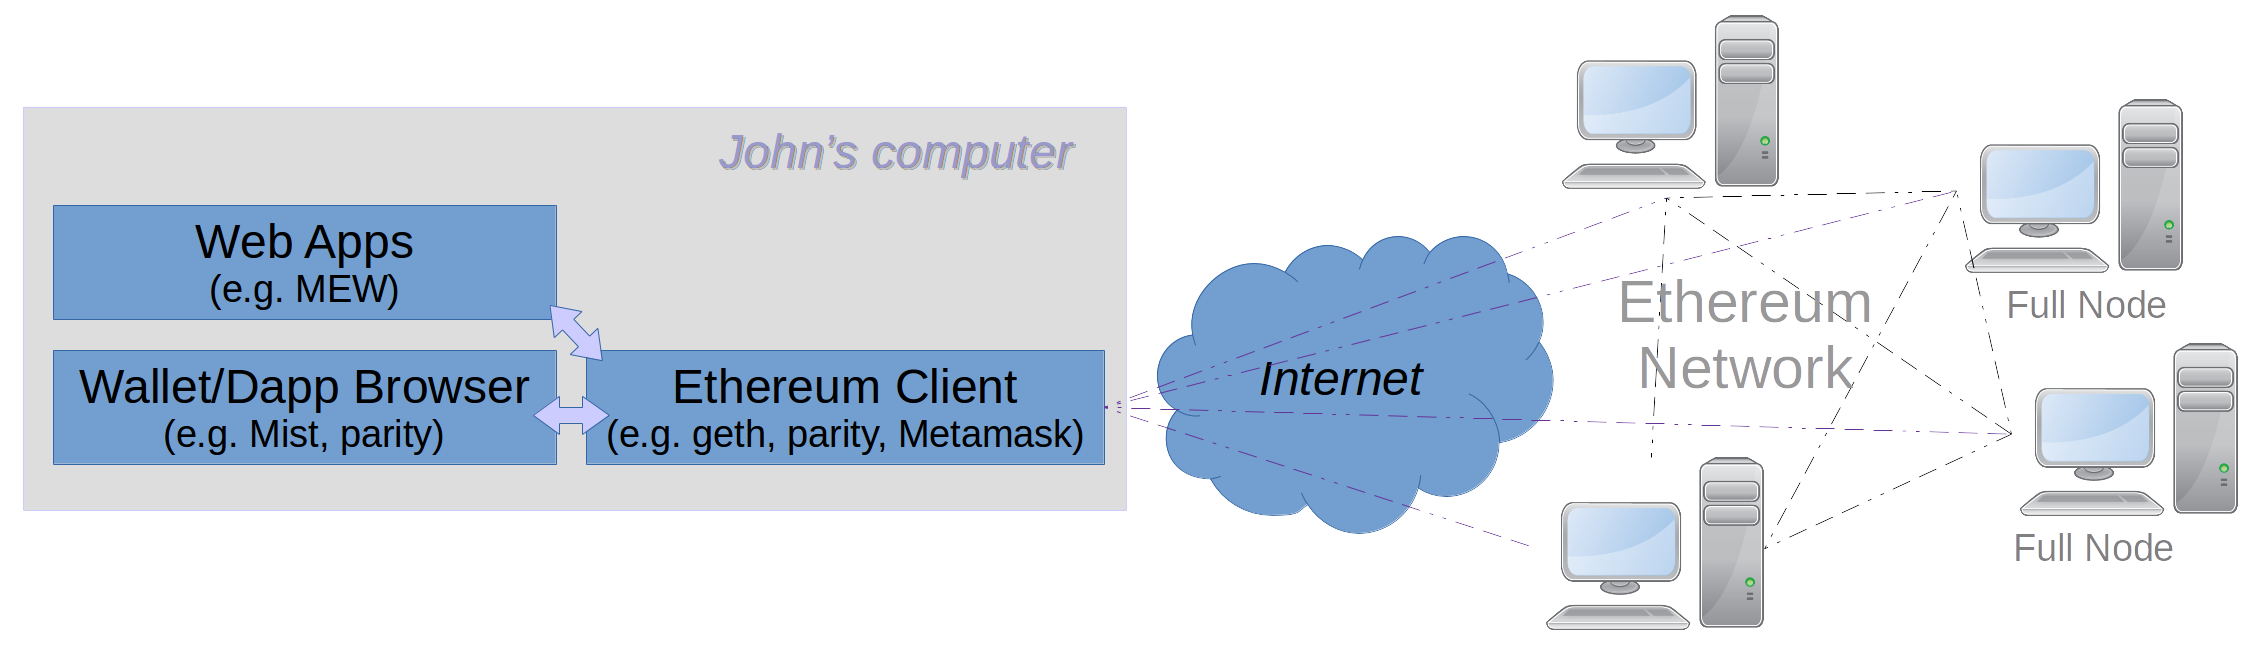 John's computer
Web Apps
(e.g. MEW)
Wallet/Dapp Browser
(e.g. Mist, parity)
Ethereum Client
(e.g. geth, parity, Metamask)
Internet
Ethereum
Network
Full Node
Full Node